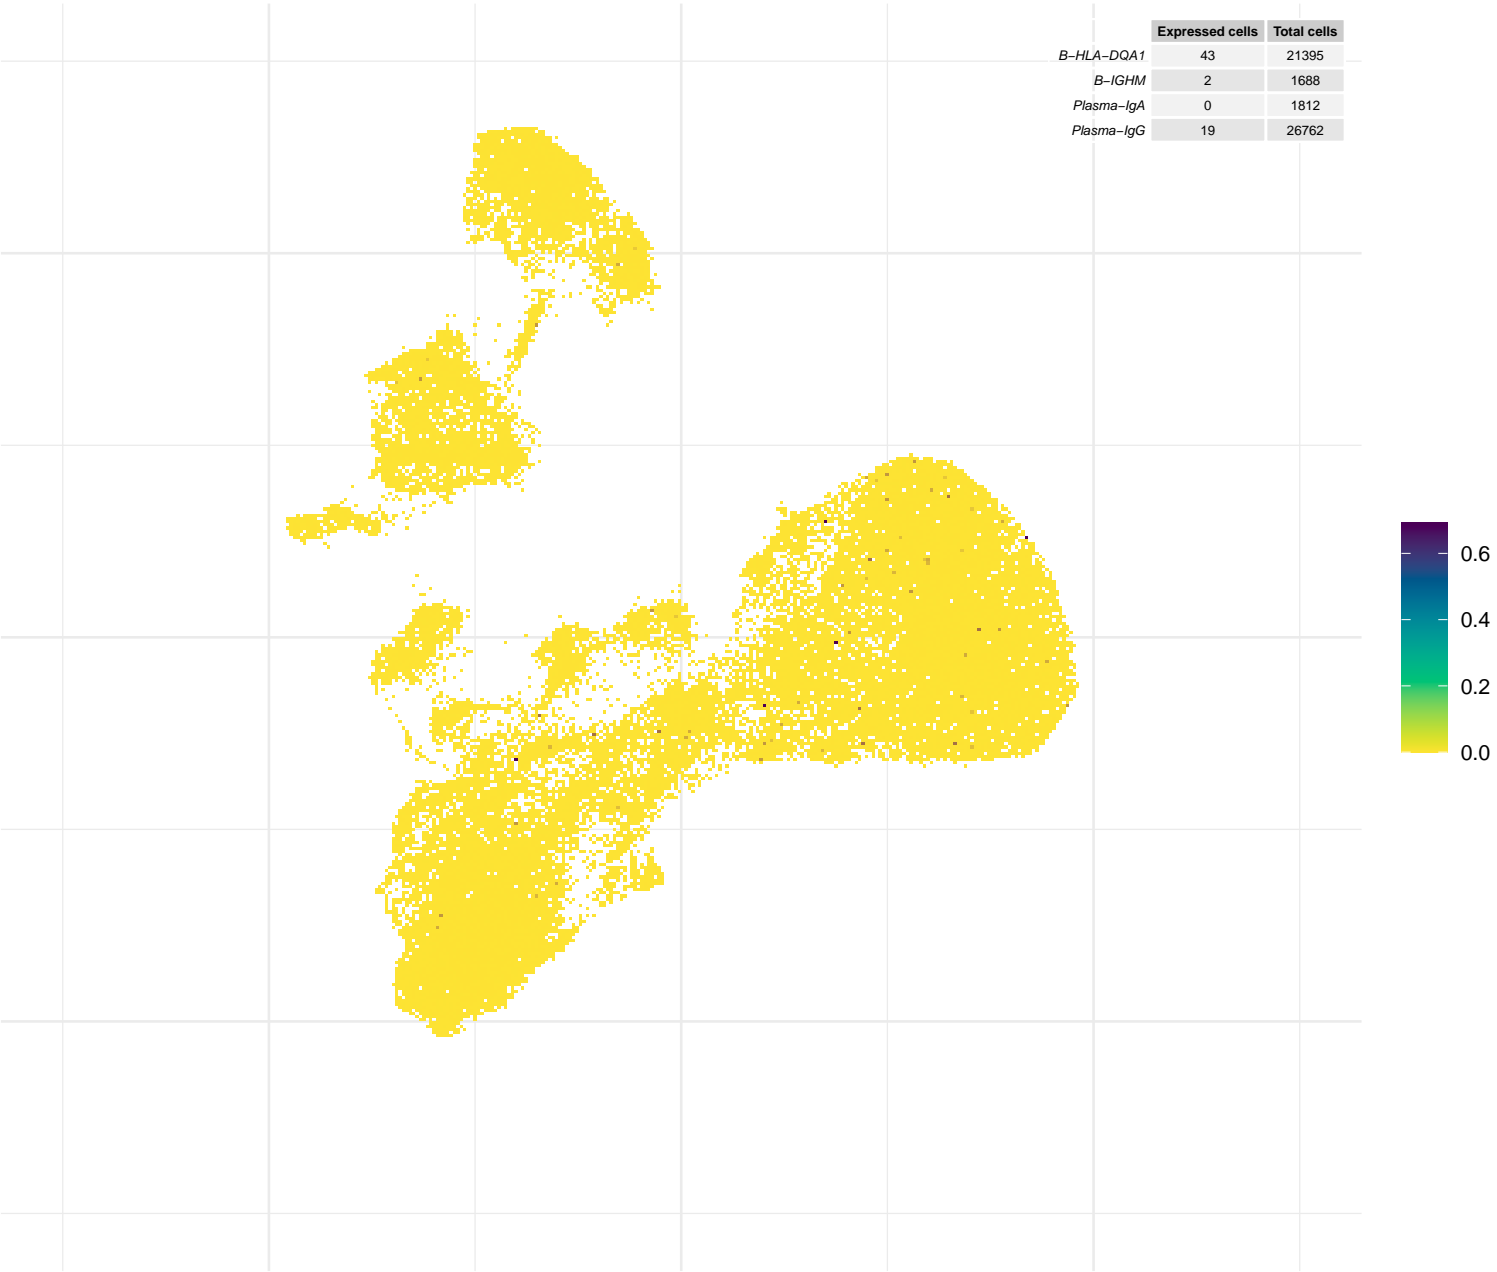 Expressed cells Total cells
B−HLA−DQA1 43 21395
B−IGHM 2 1688
Plasma−IgA 0 1812
Plasma−IgG 19 26762
0.6
0.4
0.2
0.0